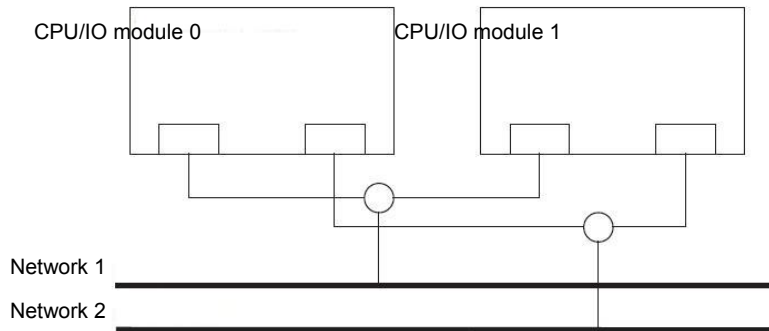 CPU/IO module 0
CPU/IO module 1
Network 1
Network 2